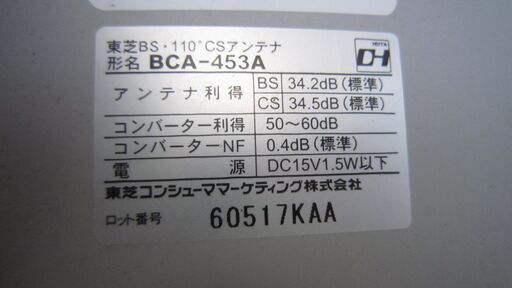 東芝BS・110°CSアンテナ
形名 BCA-453A
DH
アンテナ利得 BS 34.2dB(標準)
CS 34.5dB(標準)
コンバーター利得 50〜60dB
コンバーターNF 0.4dB(標準)
電源 DC15V1.5W以下
東芝コンシューママーケティング株式会社
ロット番号 60517KAA